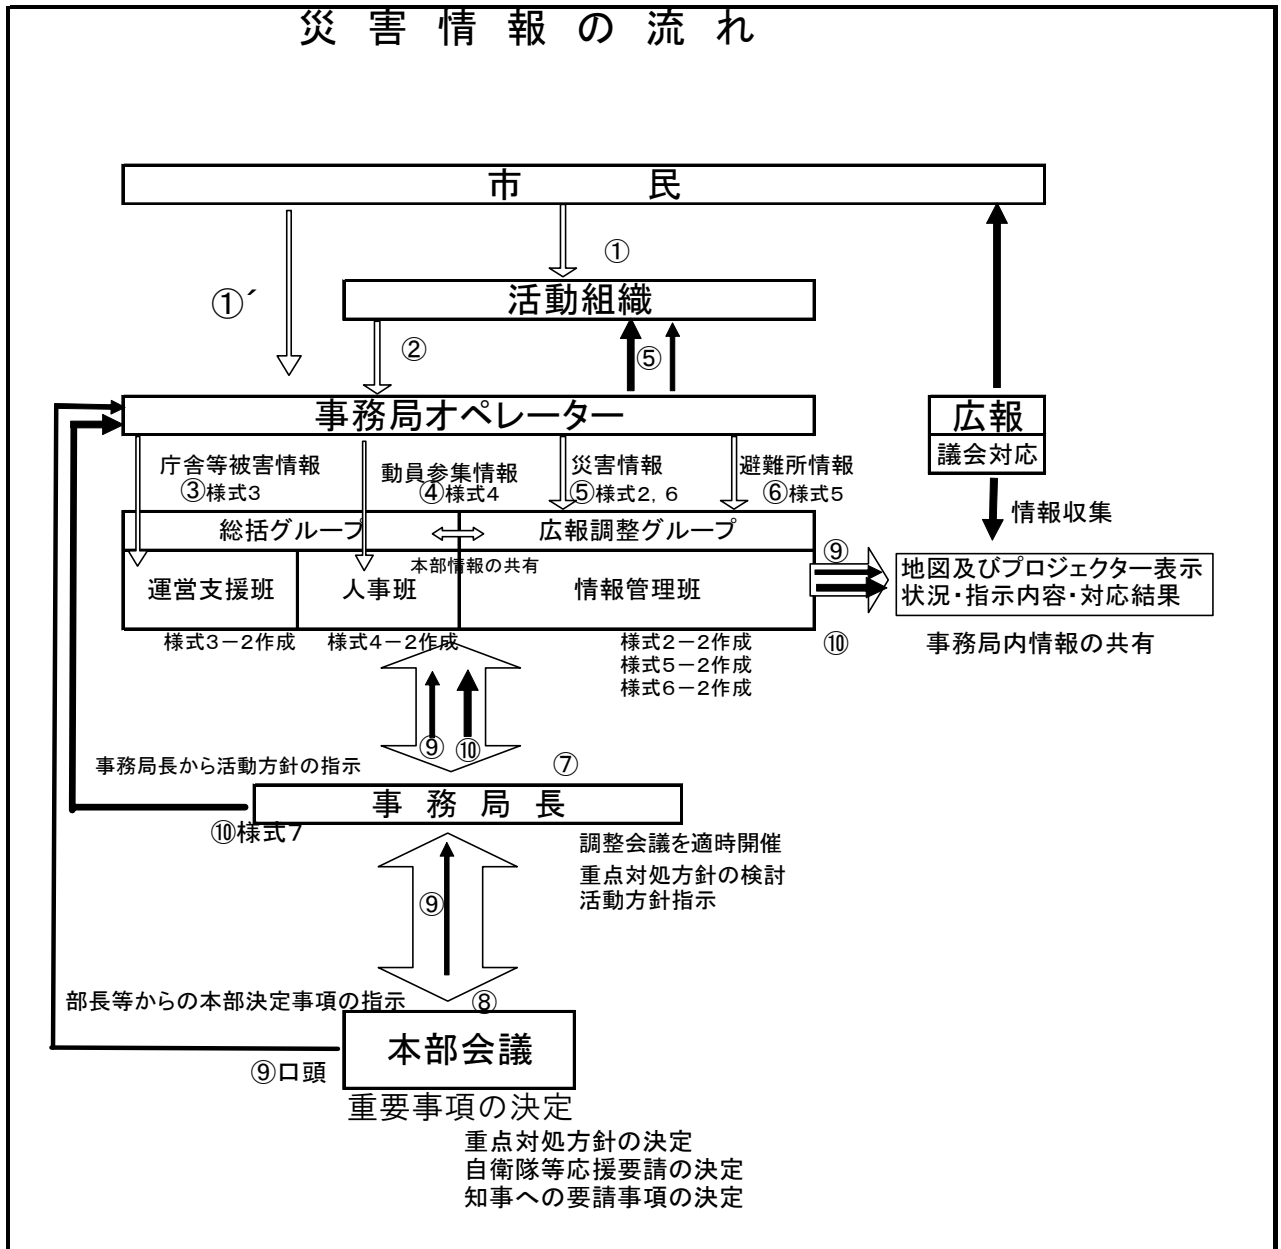 災害情報の流れ
市民
①
①´
活動組織
②
⑤
事務局オペレーター
広報
議会対応
庁舎等被害情報
③様式3
動員参集情報
④様式4
災害情報
⑤様式2，6
避難所情報
⑥様式5
情報収集
総括グループ
広報調整グループ
本部情報の共有
⑨
運営支援班
人事班
情報管理班
地図及びプロジェクター表示
状況・指示内容・対応結果
様式3－2作成
様式4－2作成
様式2－2作成
様式5－2作成
様式6－2作成
⑩
事務局内情報の共有
⑨
⑩
⑦
事務局長から活動方針の指示
事務局長
⑩様式7
調整会議を適時開催
重点対処方針の検討
活動方針指示
⑨
部長等からの本部決定事項の指示
⑧
本部会議
⑨口頭
重要事項の決定
重点対処方針の決定
自衛隊等応援要請の決定
知事への要請事項の決定